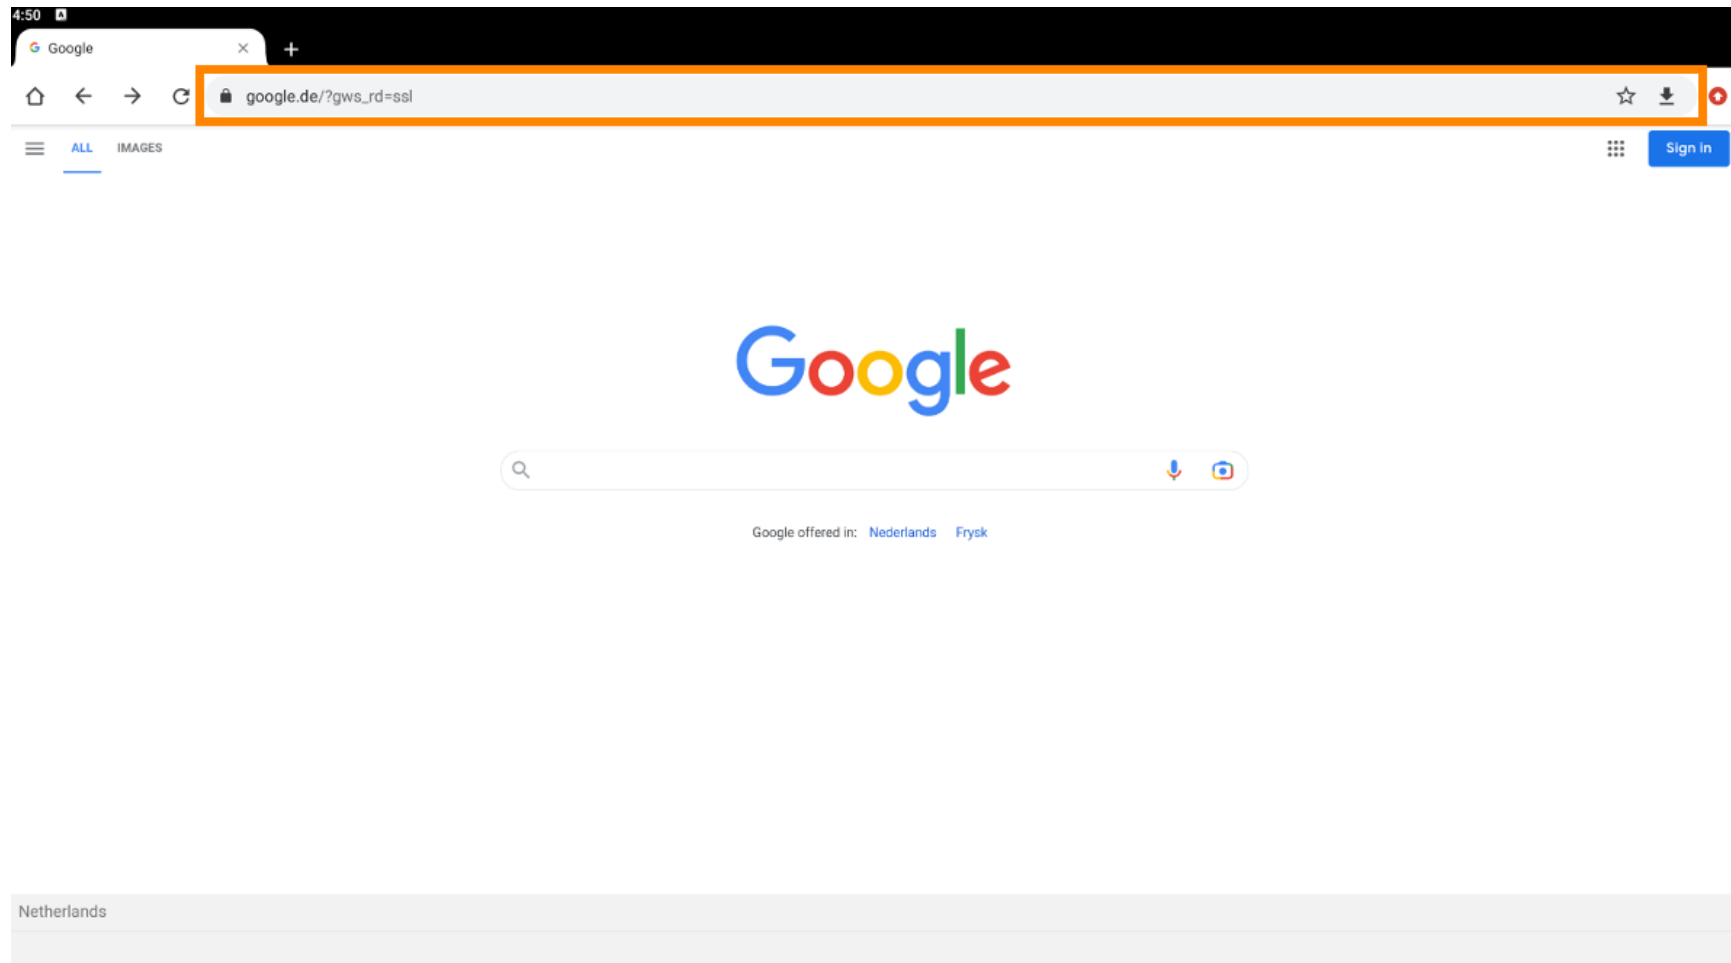 4:50 A
Google
google.de/?gws_rd=ssl
ALL IMAGES
Sign in
Google
Google offered in: Nederlands Frysk
Netherlands